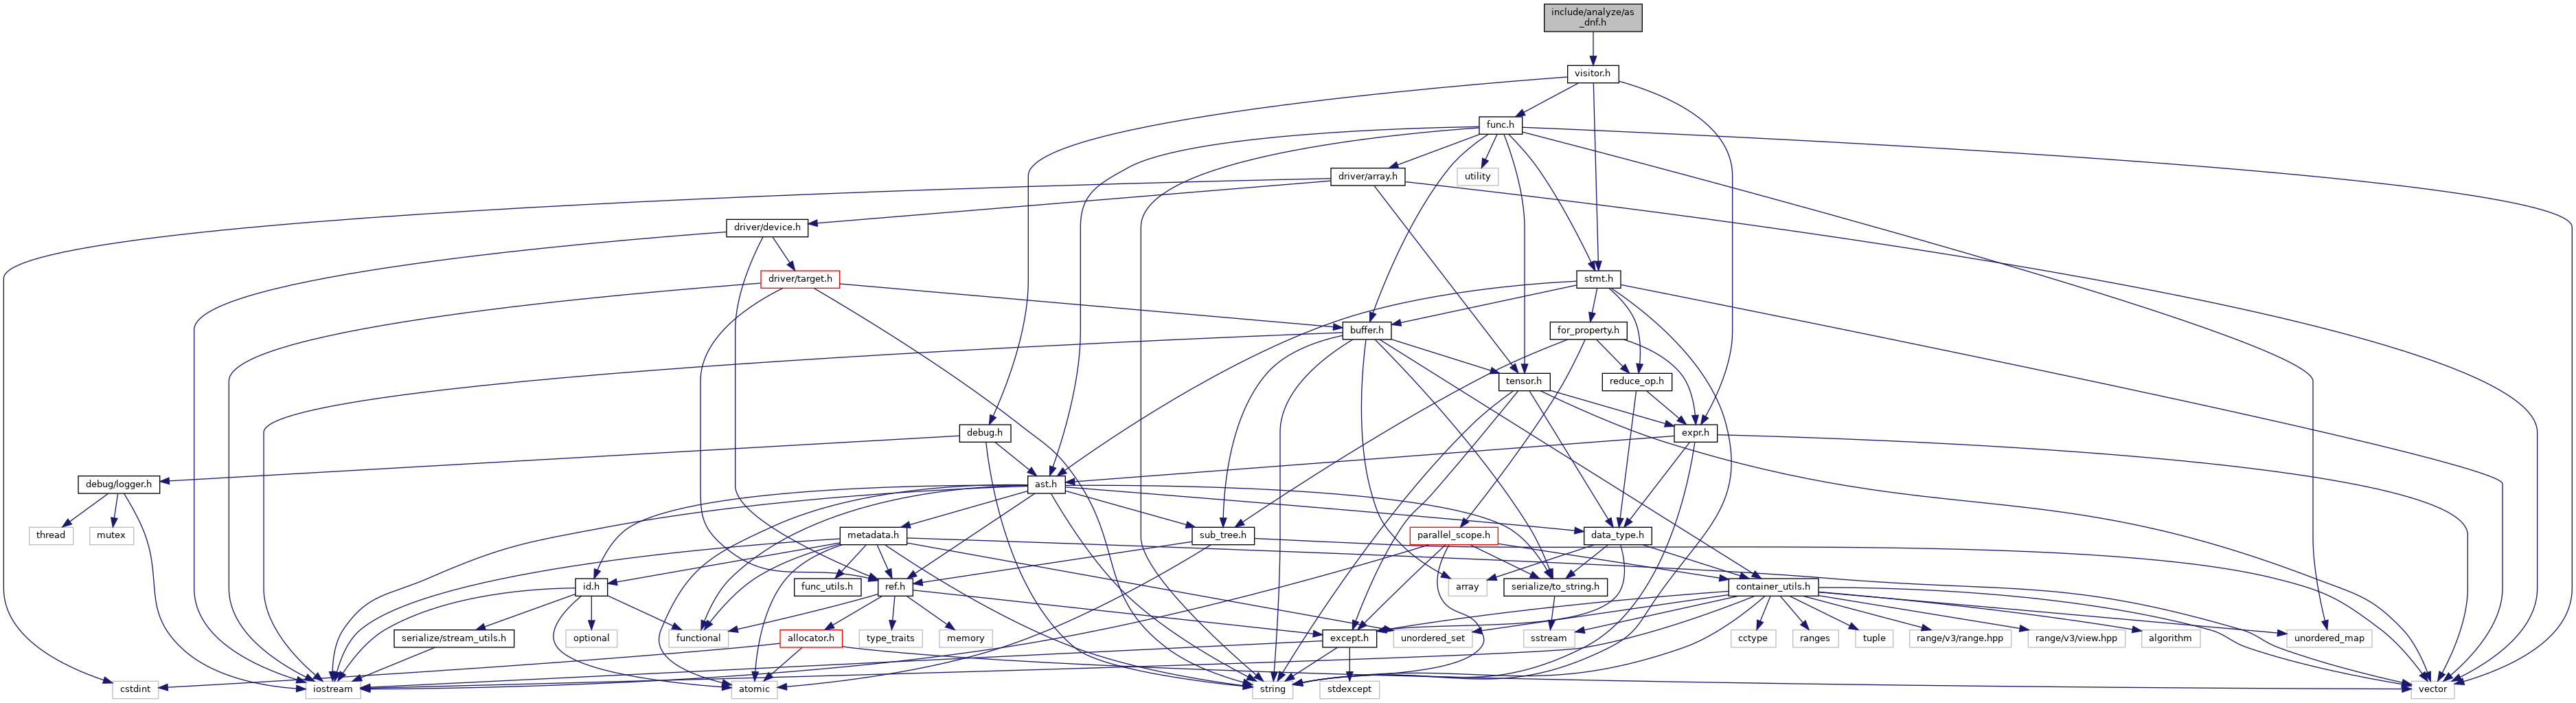 include/analyze/as
_dnf.h
visitor.h
func.h
driver/array.h
utility
driver/device.h
driver/target.h
stmt.h
buffer.h
for_property.h
tensor.h
reduce_op.h
debug.h
expr.h
debug/logger.h
ast.h
thread
mutex
metadata.h
sub_tree.h
parallel_scope.h
data_type.h
id.h
func_utils.h
ref.h
array
serialize/to_string.h
container_utils.h
serialize/stream_utils.h
optional
functional
allocator.h
type_traits
memory
except.h
unordered_set
sstream
cctype
ranges
tuple
range/v3/range.hpp
range/v3/view.hpp
algorithm
unordered_map
cstdint
iostream
atomic
string
stdexcept
vector